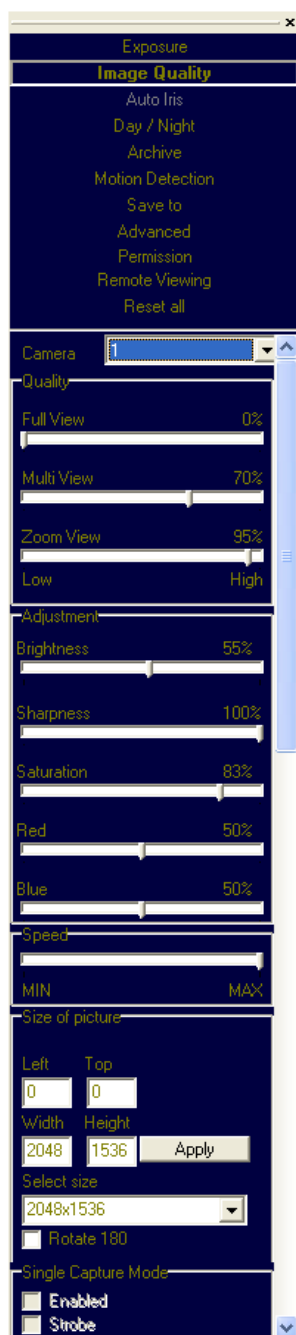 Exposure
Image Quality
Auto Iris
Day / Night
Archive
Motion Detection
Save to
Advanced
Permission
Remote Viewing
Reset all
Camera 1
Quality
Full View 0%
Multi View 70%
Zoom View 95%
Low High
Adjustment
Brightness 55%
Sharpness 100%
Saturation 83%
Red 50%
Blue 50%
Speed
MIN MAX
Size of picture
Left Top
0 0
Width Height
2048 1536 Apply
Select size
2048x1536
Rotate 180
Single Capture Mode
Enabled
Strobe